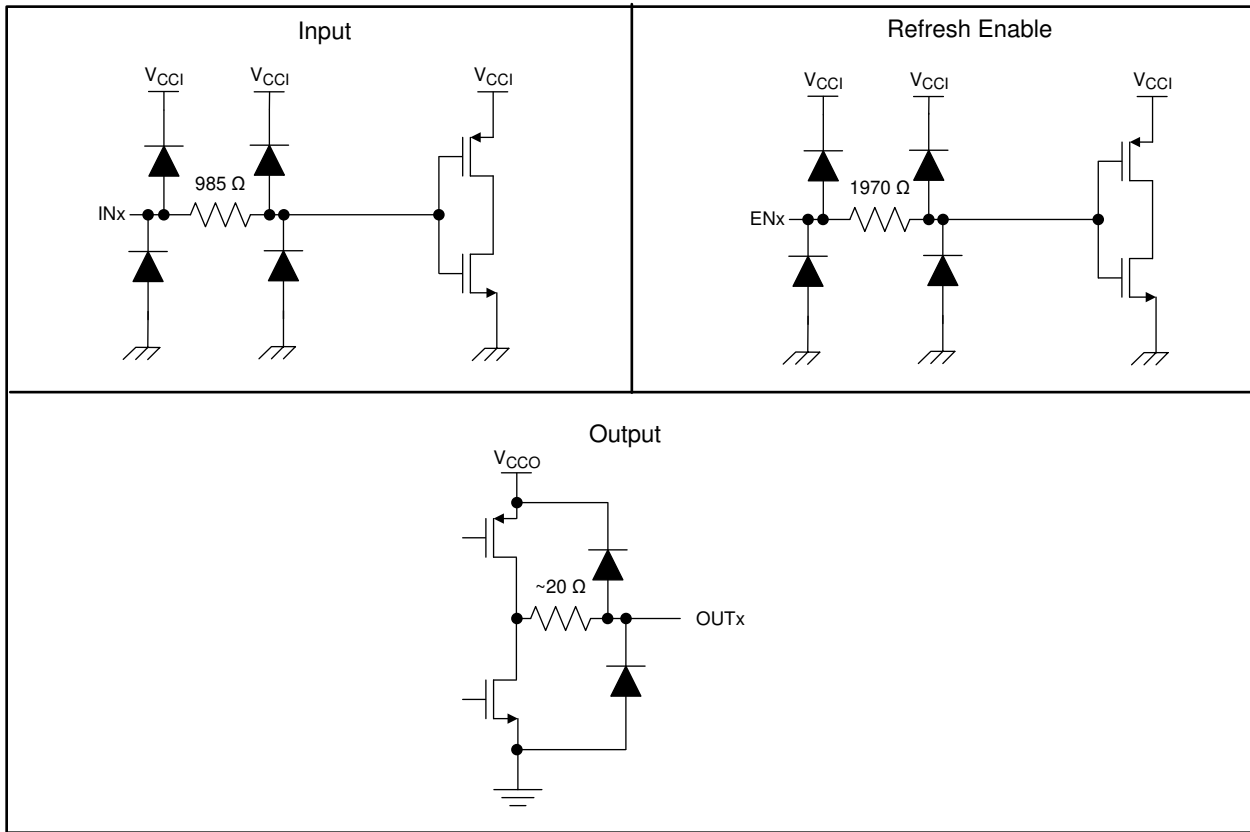 Input
V_CCI V_CCI V_CCI
985 Ω
INx
Refresh Enable
V_CCI V_CCI V_CCI
1970 Ω
ENx
Output
V_CCO
~20 Ω
OUTx